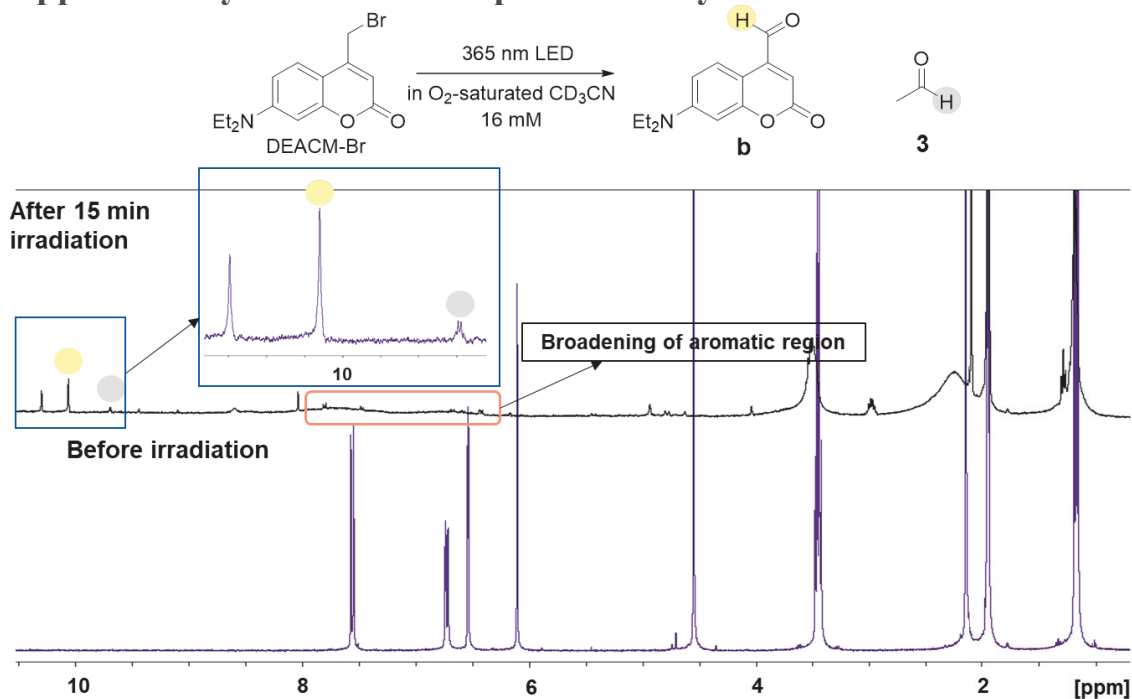 Br
H
O
365 nm LED
in O₂-saturated CD₃CN
16 mM
O
H
Et₂N
O
O
Et₂N
O
O
DEACM-Br
b
3
After 15 min
irradiation
10
Broadening of aromatic region
Before irradiation
10
8
6
4
2
[ppm]